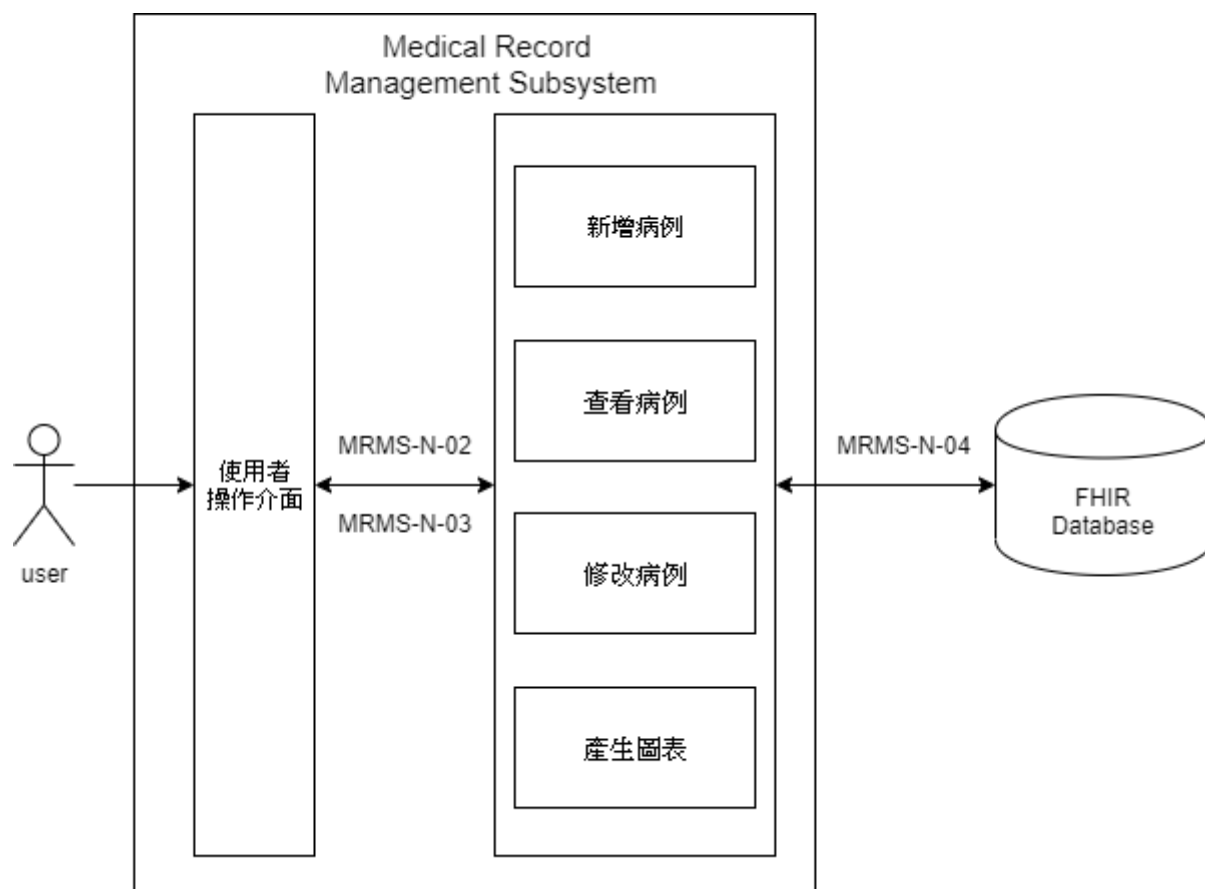 Medical Record
Management Subsystem
新增病例
查看病例
MRMS-N-02
MRMS-N-04
使用者
操作介面
FHIR
Database
MRMS-N-03
user
修改病例
產生圖表